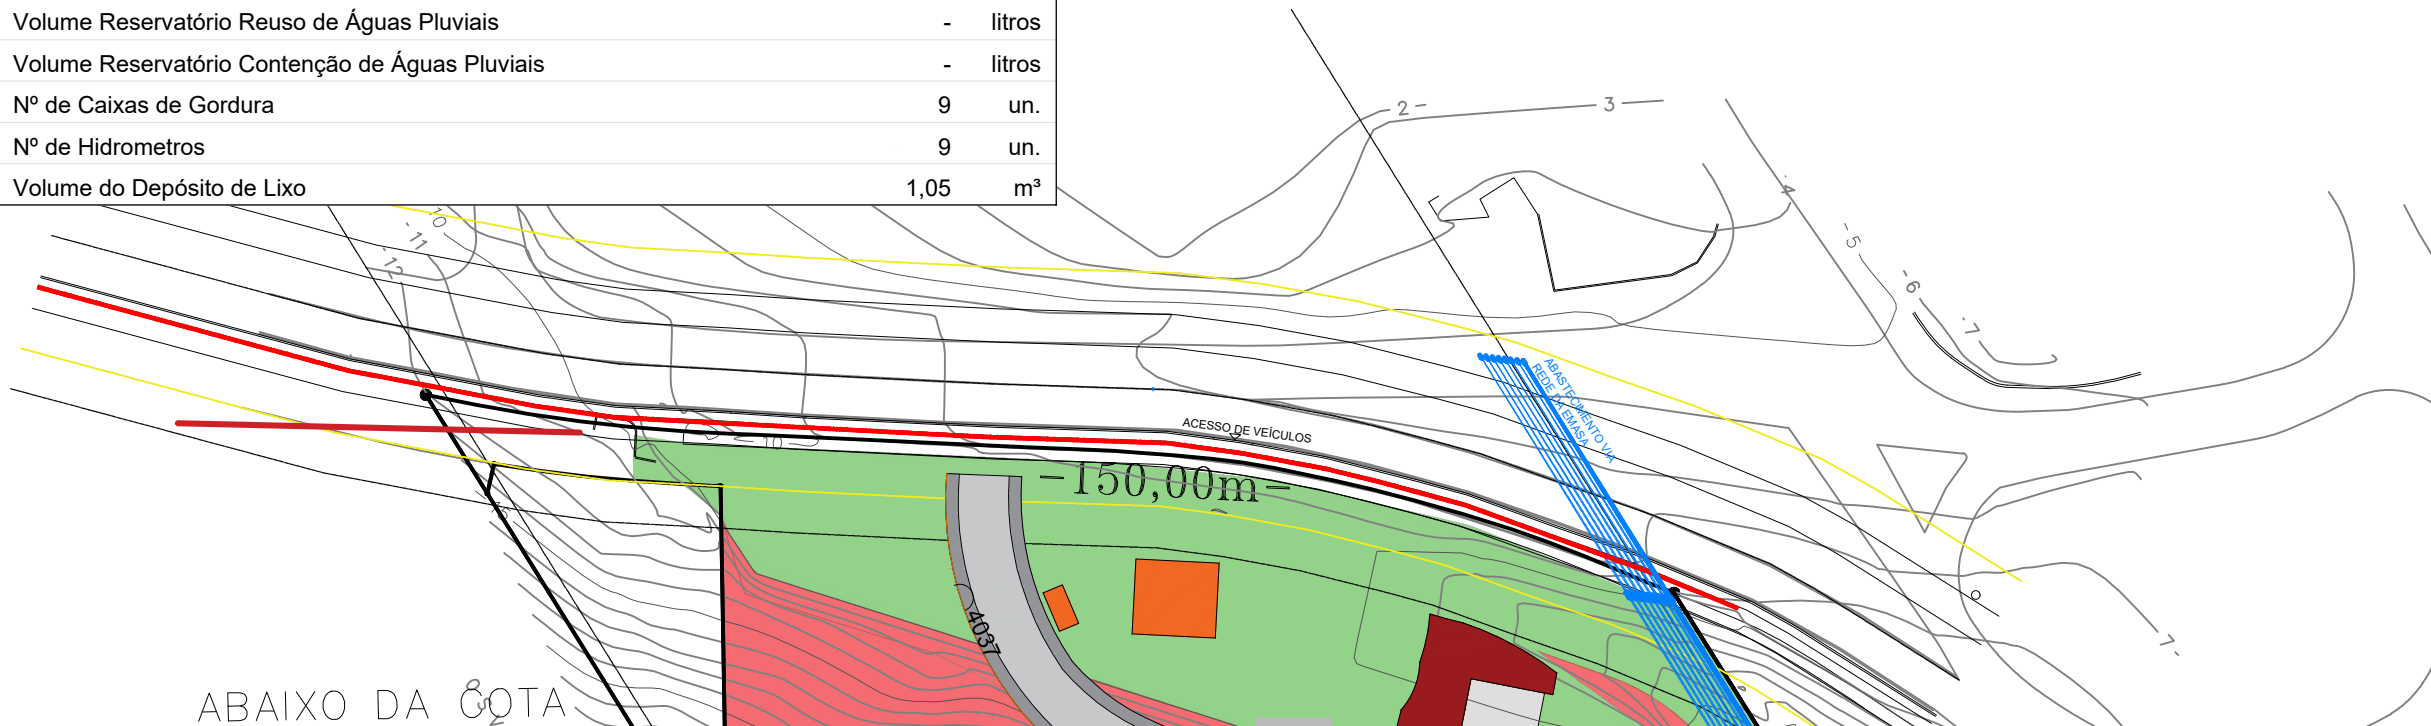 Volume Reservatório Reuso de Águas Pluviais - litros
Volume Reservatório Contenção de Águas Pluviais - litros
Nº de Caixas de Gordura 9 un.
Nº de Hidrometros 9 un.
Volume do Depósito de Lixo 1,05 m³
2
3
4
5
6
7
10
11
12
ABASTECIMENTO VIA
REDE DA EMASA
ACESSO DE VEÍCULOS
10
-150,00m-
4037
7
ABAIXO DA COTA